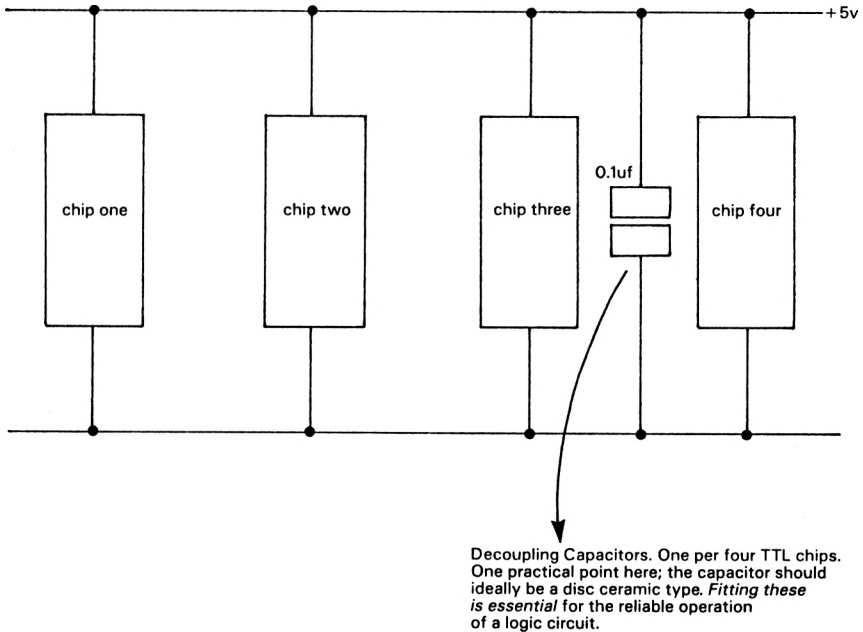 +5v
0.1uf
chip one
chip two
chip three
chip four
Decoupling Capacitors. One per four TTL chips.
One practical point here; the capacitor should
ideally be a disc ceramic type. Fitting these
is essential for the reliable operation
of a logic circuit.